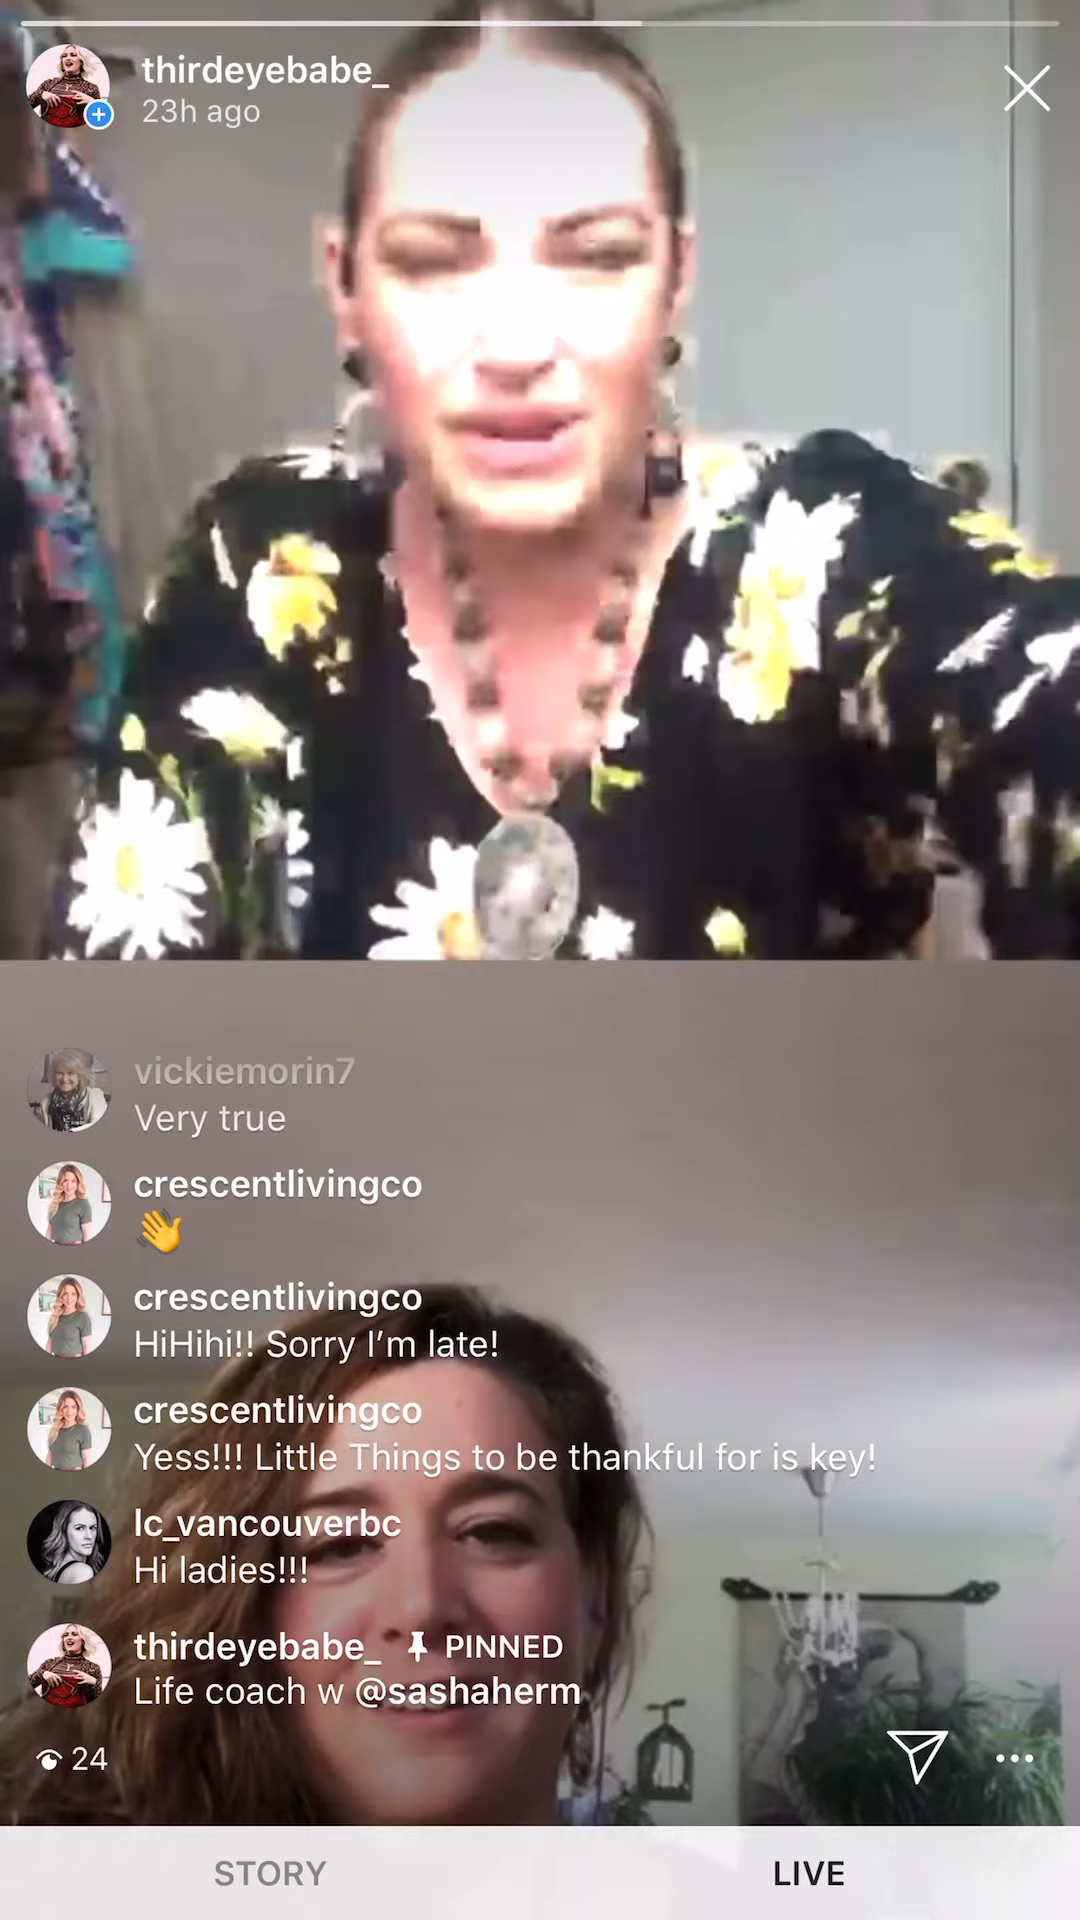 thirdeyebabe_
23h ago
vickiemorin7
Very true
crescentlivingco
👋
crescentlivingco
HiHihi!! Sorry I’m late!
crescentlivingco
Yess!!! Little Things to be thankful for is key!
lc_vancouverbc
Hi ladies!!!
thirdeyebabe_ PINNED
Life coach w @sashaherm
24
STORY LIVE